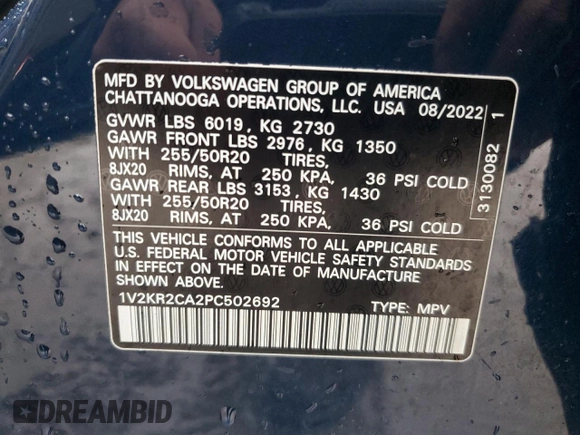 MFD BY VOLKSWAGEN GROUP OF AMERICA
CHATTANOOGA OPERATIONS, LLC. USA 08/2022
GVWR LBS 6019, KG 2730
GAWR FRONT LBS 2976, KG 1350
WITH 255/50R20 TIRES,
8JX20 RIMS, AT 250 KPA, 36 PSI COLD
GAWR REAR LBS 3153, KG 1430
WITH 255/50R20 TIRES,
8JX20 RIMS, AT 250 KPA, 36 PSI COLD
THIS VEHICLE CONFORMS TO ALL APPLICABLE
U.S. FEDERAL MOTOR VEHICLE SAFETY STANDARDS
IN EFFECT ON THE DATE OF MANUFACTURE
SHOWN ABOVE.
1V2KR2CA2PC502692 TYPE: MPV
3130082 1
DREAMBID